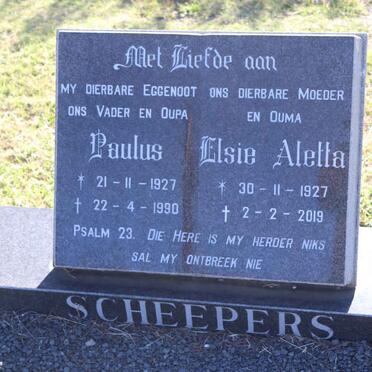 Met Liefde aan
MY DIERBARE EGGENOOT
ONS VADER EN OUPA
Paulus
* 21-11-1927
† 22-4-1990
ONS DIERBARE MOEDER
EN OUMA
Elsie Aletta
* 30-11-1927
† 2-2-2019
PSALM 23. DIE HERE IS MY HERDER NIKS
SAL MY ONTBREEK NIE
SCHEEPERS